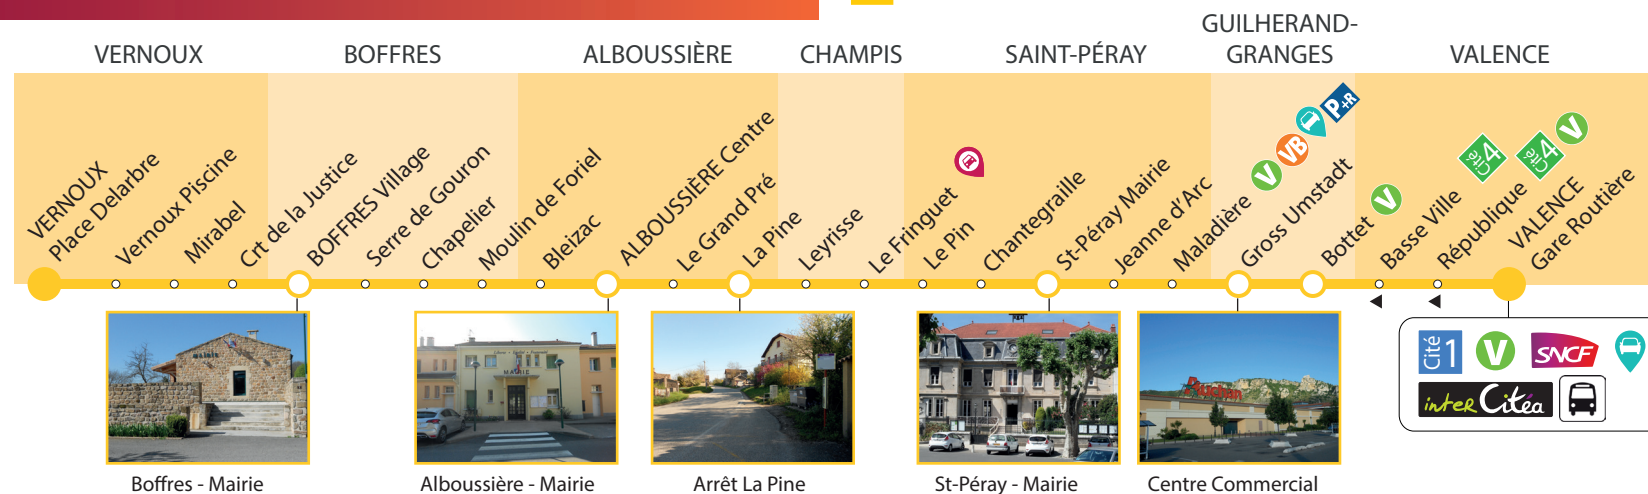 VERNOUX
BOFFRES
ALBOUSSIÈRE
CHAMPIS
SAINT-PÉRAY
GUILHERAND-
GRANGES
VALENCE
VERNOUX
Place Delarbre
Vernoux Piscine
Mirabel
Crt de la Justice
BOFFRES Village
Serre de Gouron
Chapelier
Moulin de Foriel
Bleizac
ALBOUSSIÈRE Centre
Le Grand Pré
La Pine
Leyrisse
Le Fringuet
Le Pin
Chantegraille
St-Péray Mairie
Jeanne d'Arc
Maladière
V
VB
P+R
Gross Umstadt
Bottet
V
Basse Ville
Cité 4
République
Cité 4
V
VALENCE
Gare Routière
MAIRIE
MAIRIE
Auchan
Cité 1
V
SNCF
inter Citéa
Boffres - Mairie
Alboussière - Mairie
Arrêt La Pine
St-Péray - Mairie
Centre Commercial